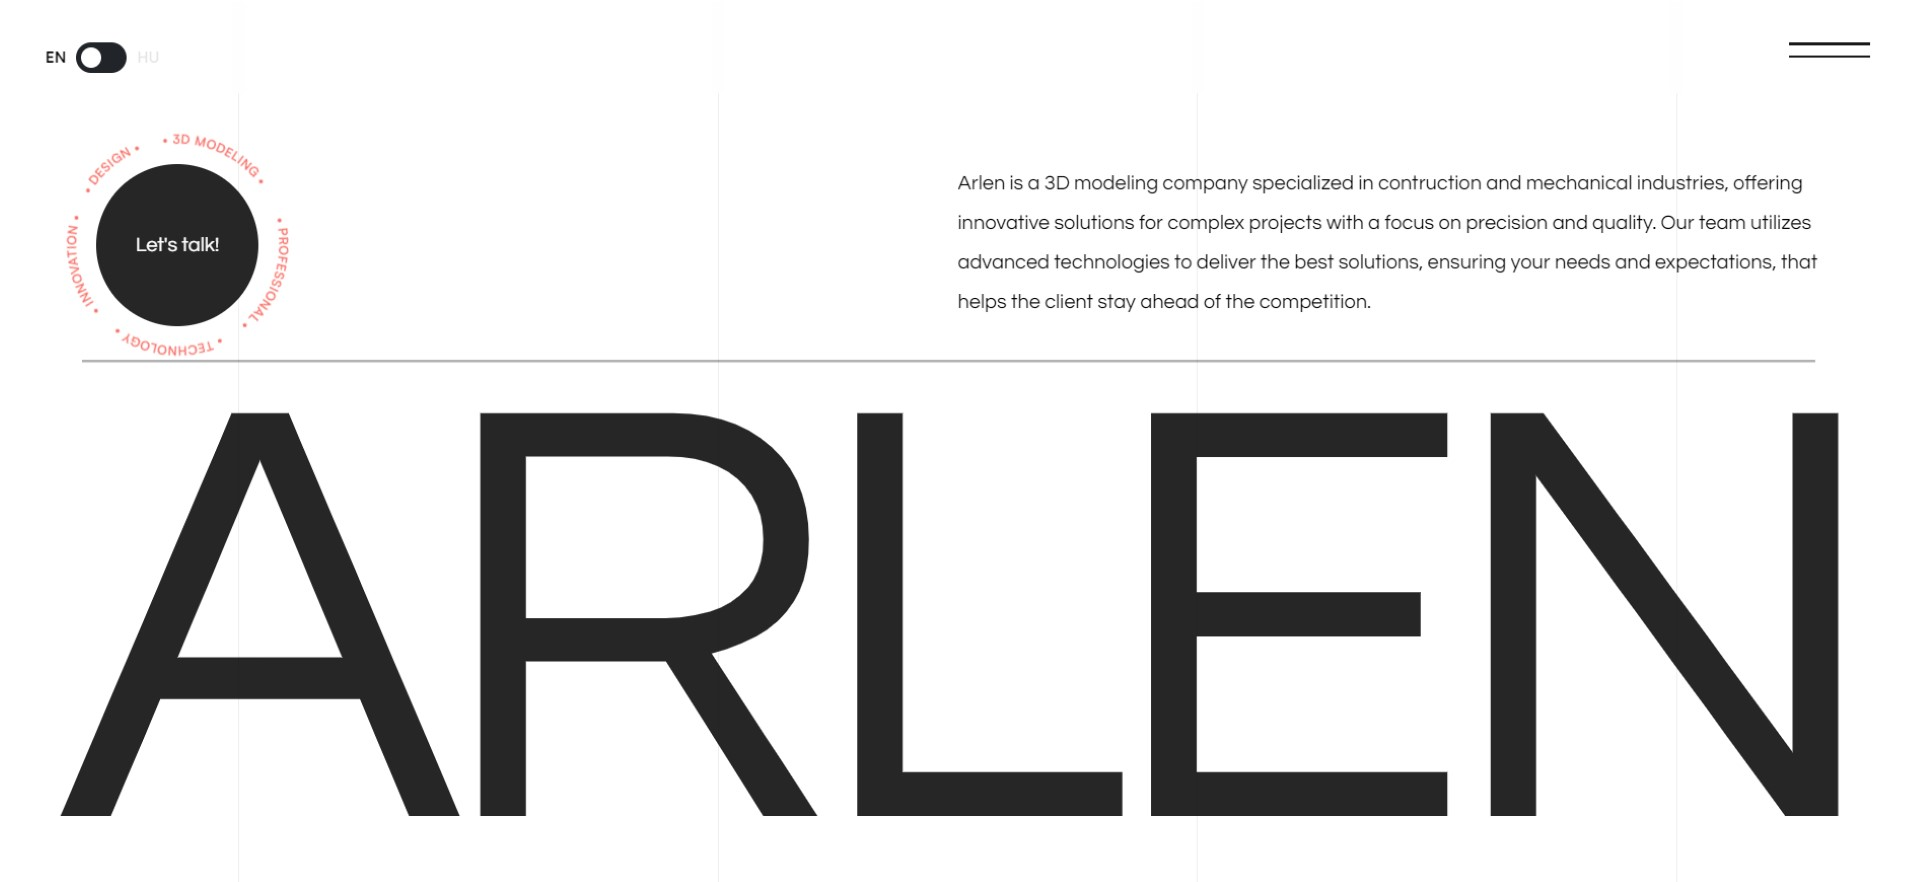 EN HU
• 3D MODELING •
• PROFESSIONAL •
• TECHNOLOGY •
• INNOVATION •
• DESIGN •
Let's talk!
Arlen is a 3D modeling company specialized in contruction and mechanical industries, offering
innovative solutions for complex projects with a focus on precision and quality. Our team utilizes
advanced technologies to deliver the best solutions, ensuring your needs and expectations, that
helps the client stay ahead of the competition.
ARLEN